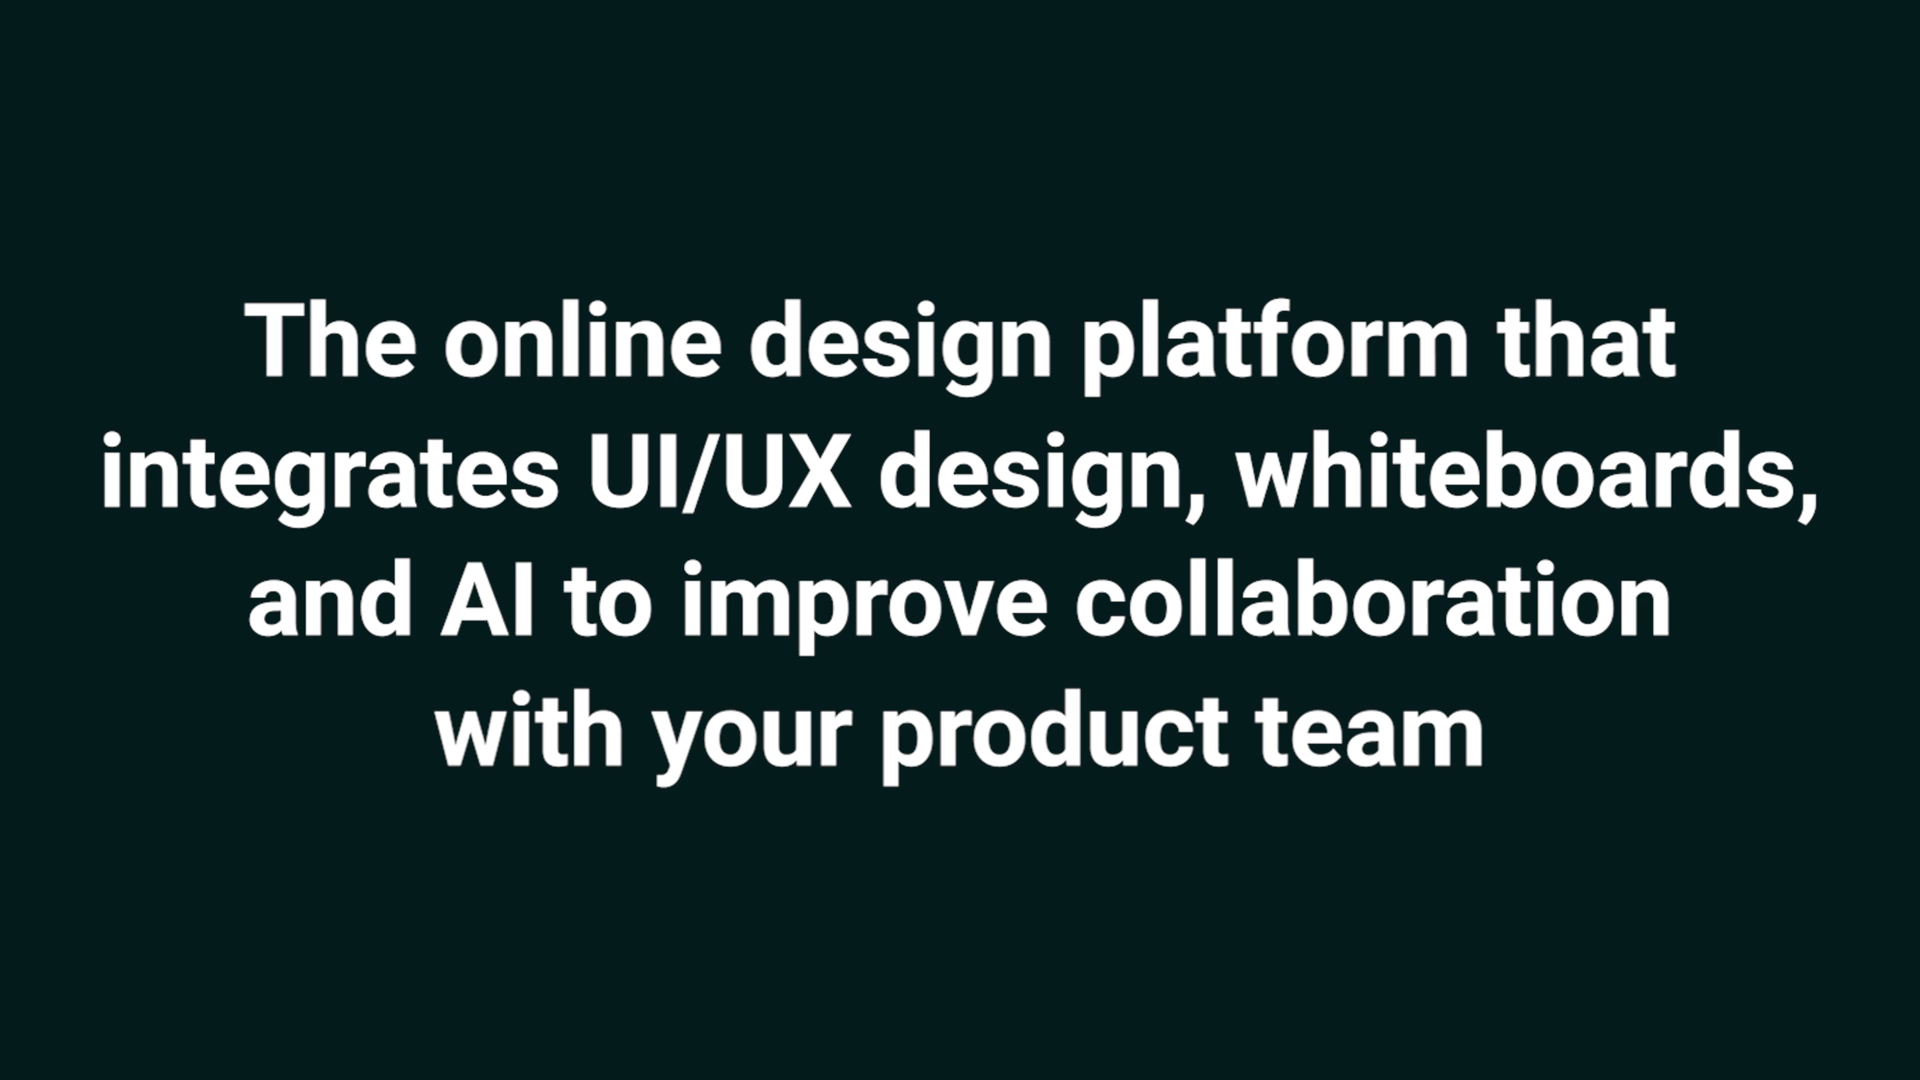 The online design platform that
integrates UI/UX design, whiteboards,
and AI to improve collaboration
with your product team